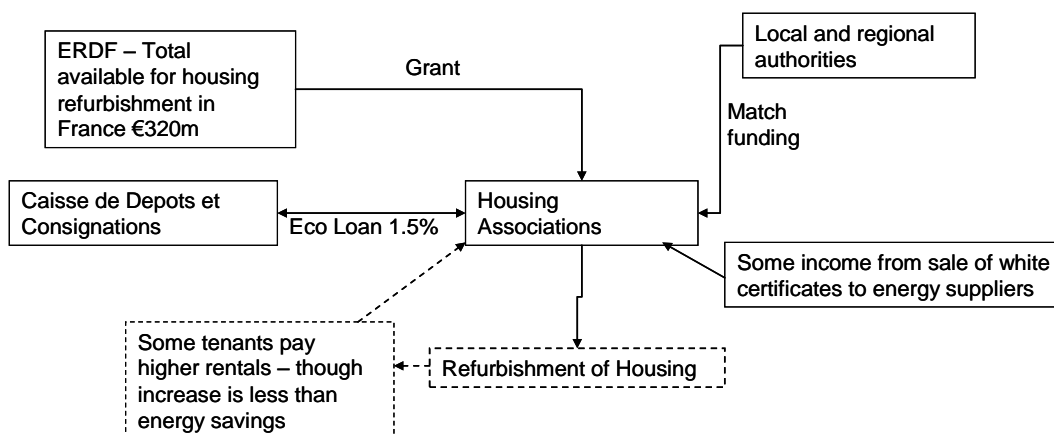 ERDF – Total
available for housing
refurbishment in
France €320m
Grant
Local and regional
authorities
Match
funding
Caisse de Depots et
Consignations
Eco Loan 1.5%
Housing
Associations
Some income from sale of white
certificates to energy suppliers
Some tenants pay
higher rentals – though
increase is less than
energy savings
Refurbishment of Housing